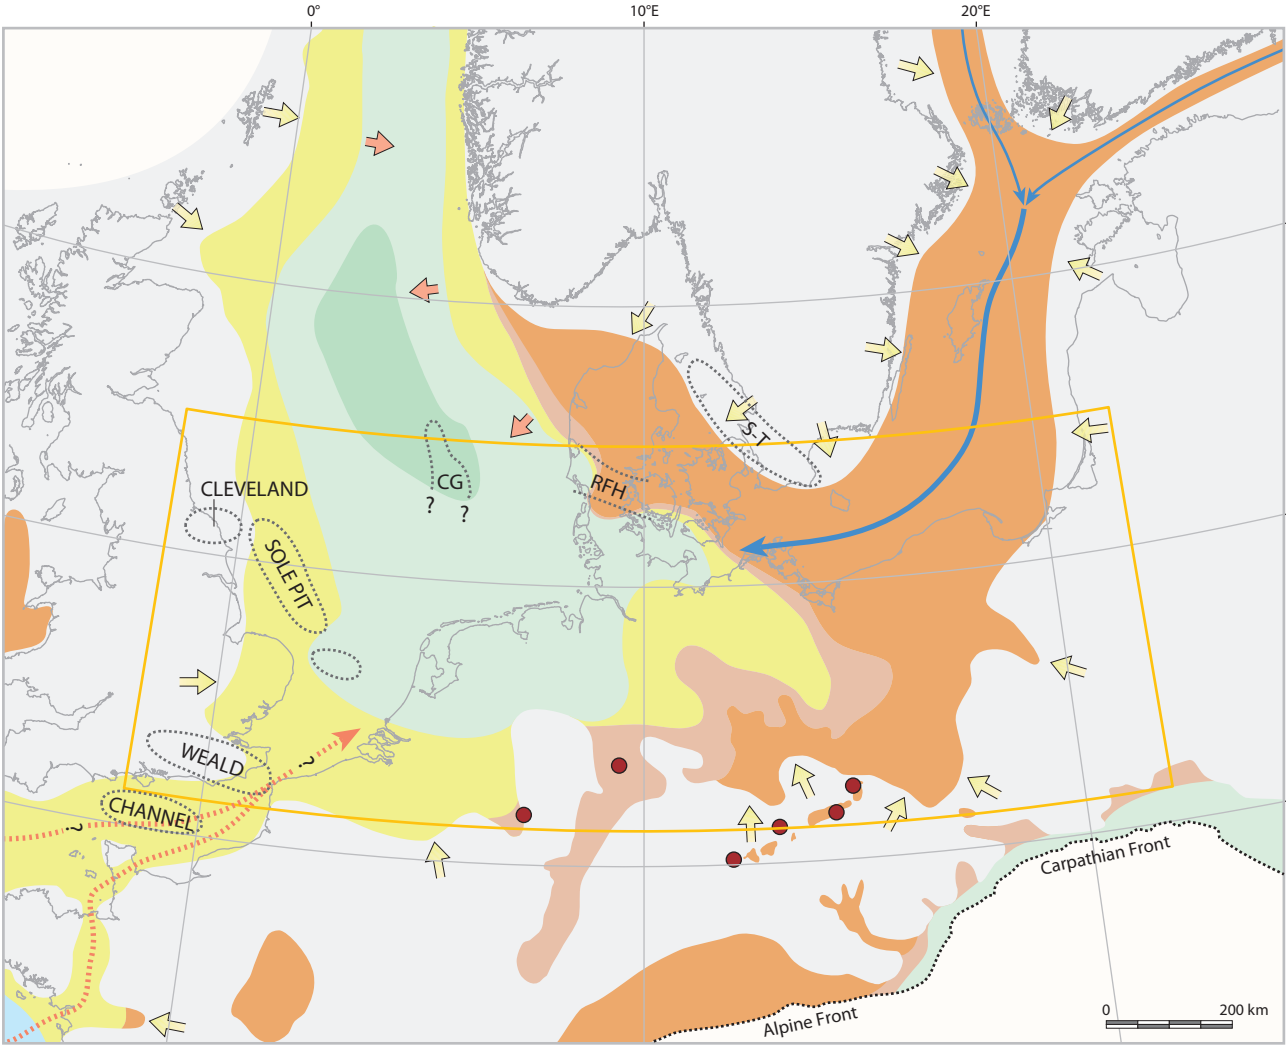 0°
10°E
20°E
S T
CG
?
?
RFH
CLEVELAND
SOLE PIT
WEALD
?
CHANNEL
?
Carpathian Front
Alpine Front
0
200 km